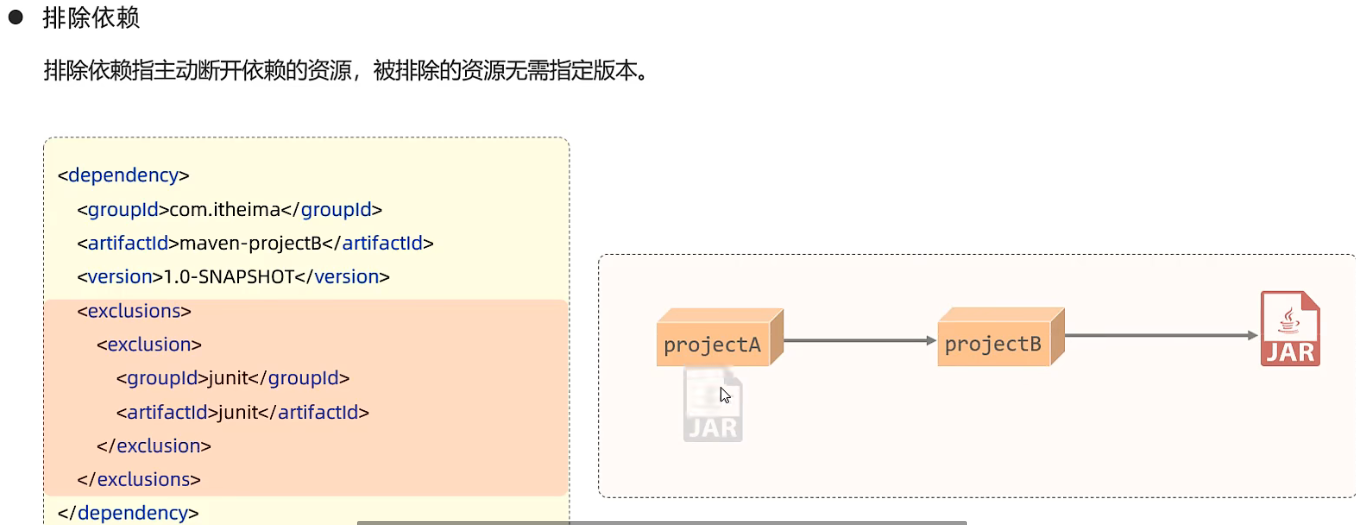 排除依赖
排除依赖指主动断开依赖的资源，被排除的资源无需指定版本。
<dependency>
<groupId>com.itheima</groupId>
<artifactId>maven-projectB</artifactId>
<version>1.0-SNAPSHOT</version>
<exclusions>
<exclusion>
<groupId>junit</groupId>
<artifactId>junit</artifactId>
</exclusion>
</exclusions>
</dependency>
projectA
projectB
JAR
JAR